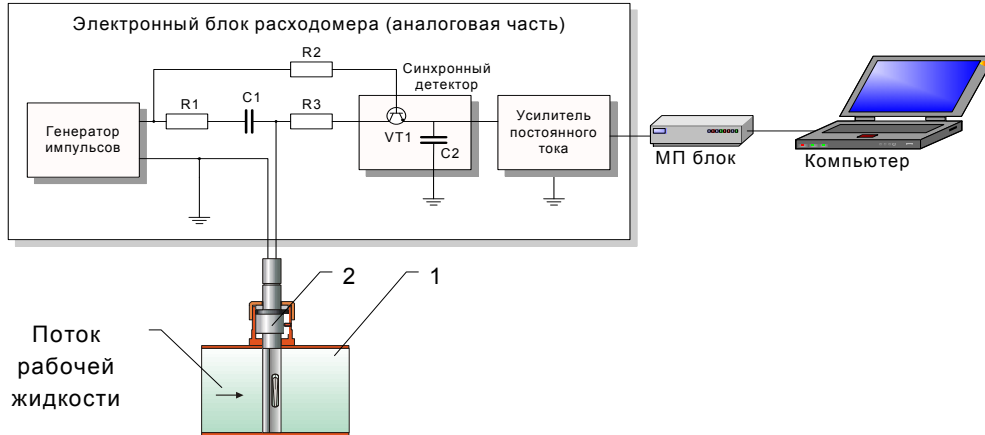 Электронный блок расходомера (аналоговая часть)
R2
Синхронный
детектор
R1
C1
R3
Генератор
импульсов
VT1
C2
Усилитель
постоянного
тока
МП блок
Компьютер
2
1
Поток
рабочей
жидкости